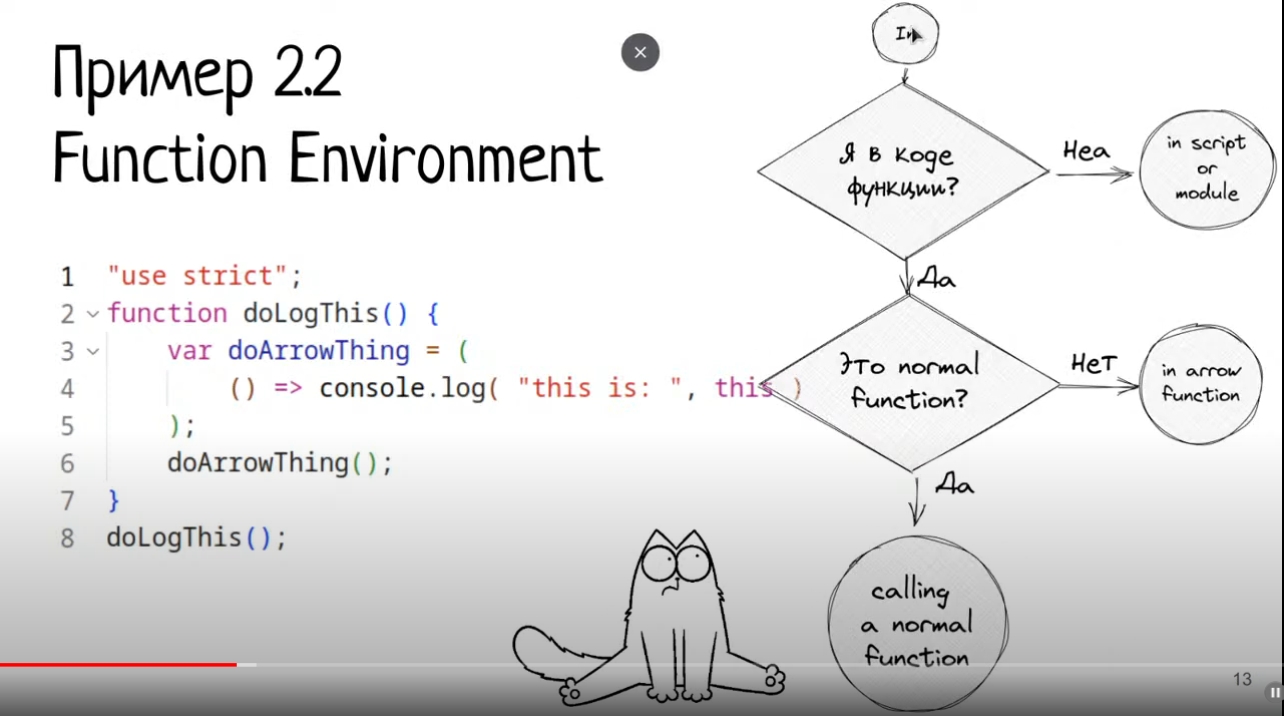 Пример 2.2
Function Environment
1 "use strict";
2 function doLogThis() {
3 var doArrowThing = (
4 () => console.log( "this is: ", this )
5 );
6 doArrowThing();
7 }
8 doLogThis();
Я в коде
функции?
Неа
in script
or
module
Да
Это normal
function?
Нет
in arrow
function
Да
calling
a normal
function
13